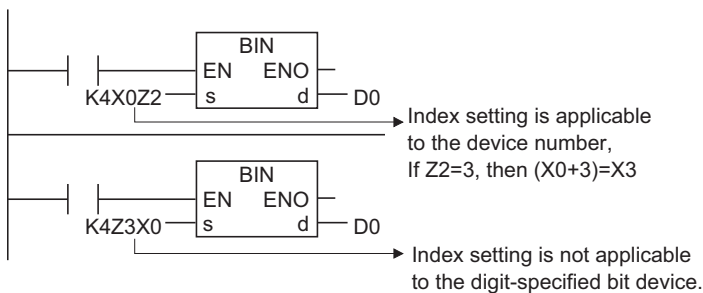 BIN
EN ENO
K4X0Z2 s d D0
Index setting is applicable
to the device number,
If Z2=3, then (X0+3)=X3
BIN
EN ENO
K4Z3X0 s d D0
Index setting is not applicable
to the digit-specified bit device.